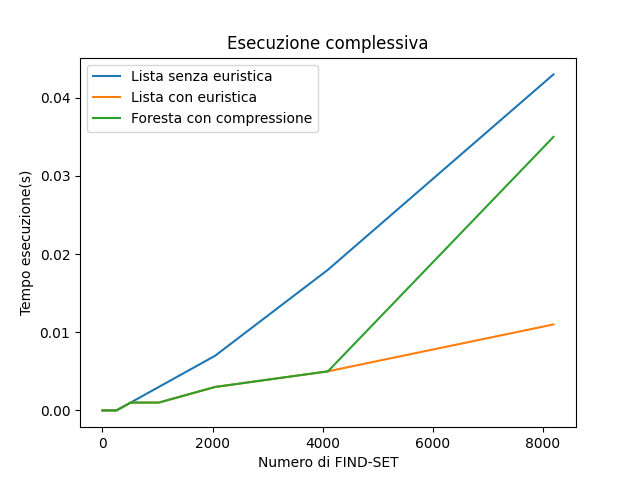 Esecuzione complessiva
Lista senza euristica
Lista con euristica
Foresta con compressione
Tempo esecuzione(s)
0.04
0.03
0.02
0.01
0.00
0 2000 4000 6000 8000
Numero di FIND-SET